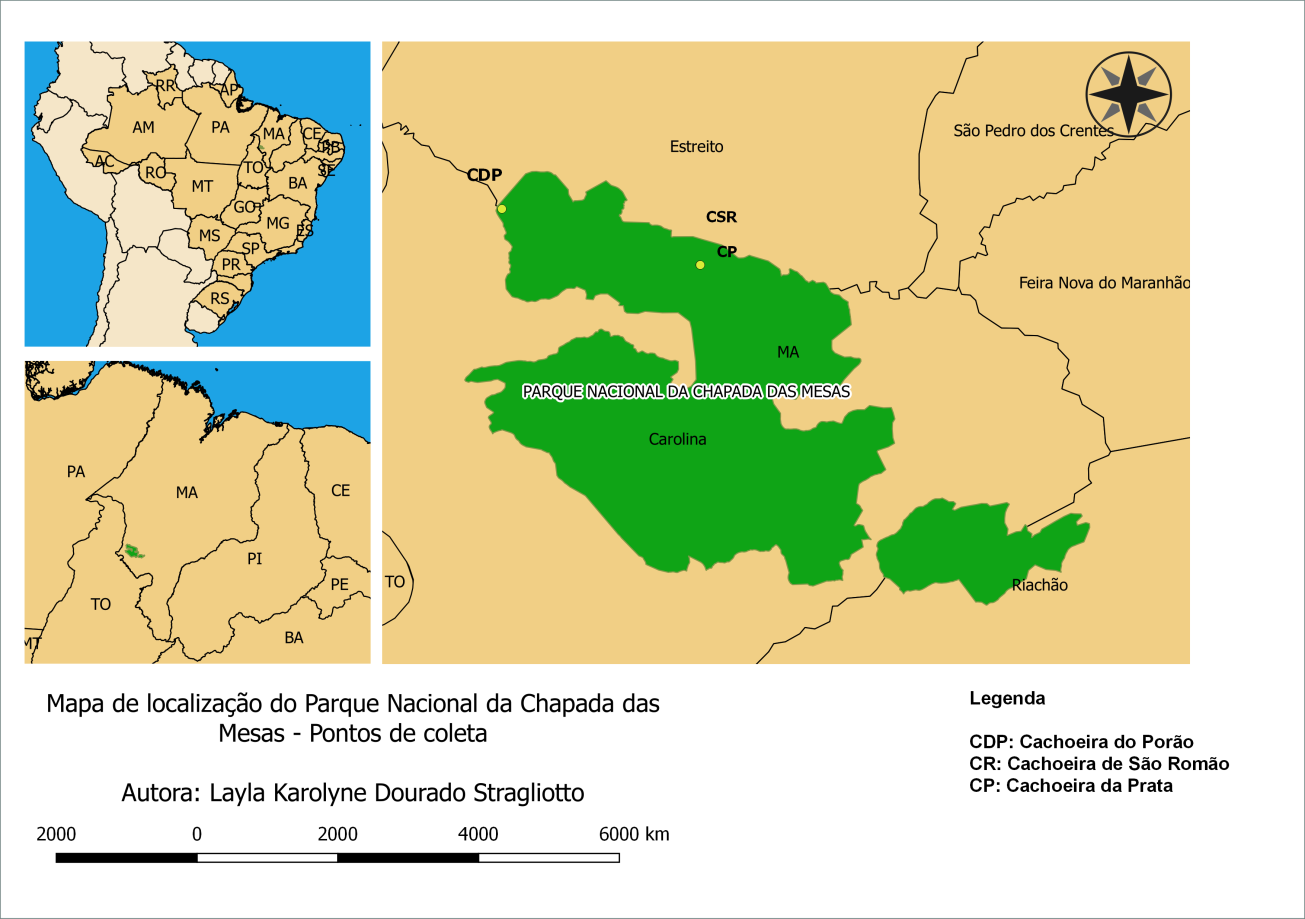 RR
AP
AM
PA
MA
CE
PB
AC
RO
TO
SE
MT
BA
GO
MG
MS
ES
SP
PR
RS
PA
MA
CE
PI
PE
TO
BA
MT
São Pedro dos Crentes
Estreito
CDP
CSR
CP
Feira Nova do Maranhão
MA
PARQUE NACIONAL DA CHAPADA DAS MESAS
Carolina
TO
Riachão
Mapa de localização do Parque Nacional da Chapada das
Mesas - Pontos de coleta
Autora: Layla Karolyne Dourado Stragliotto
2000 0 2000 4000 6000 km
Legenda
CDP: Cachoeira do Porão
CR: Cachoeira de São Romão
CP: Cachoeira da Prata